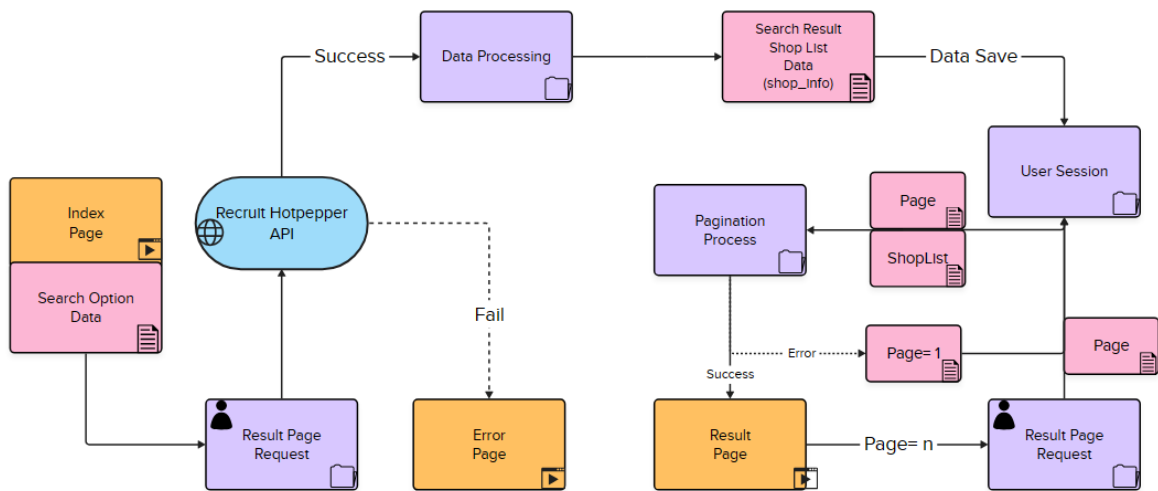 Success
Data Processing
Search Result
Shop List
Data
(shop_info)
Data Save
User Session
Index
Page
Search Option
Data
Recruit Hotpepper
API
Fail
Pagination
Process
Page
ShopList
Error
Page= 1
Page
Success
Result Page
Request
Error
Page
Result
Page
Page= n
Result Page
Request